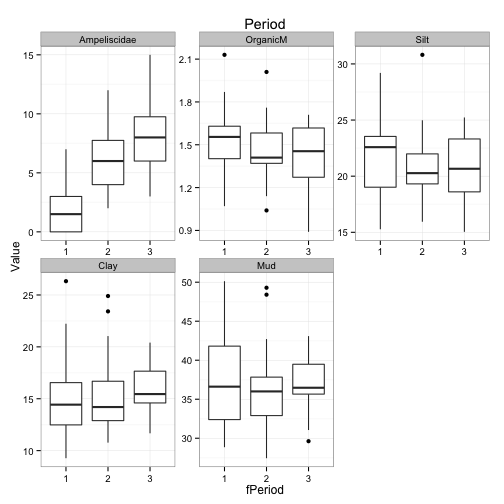 Period
Ampeliscidae OrganicM Silt
15 10 5 0
2.1 1.8 1.5 1.2 0.9
30 25 20 15
1 2 3 1 2 3 1 2 3
Value
Clay Mud
25 20 15 10
50 45 40 35 30
1 2 3 1 2 3
fPeriod